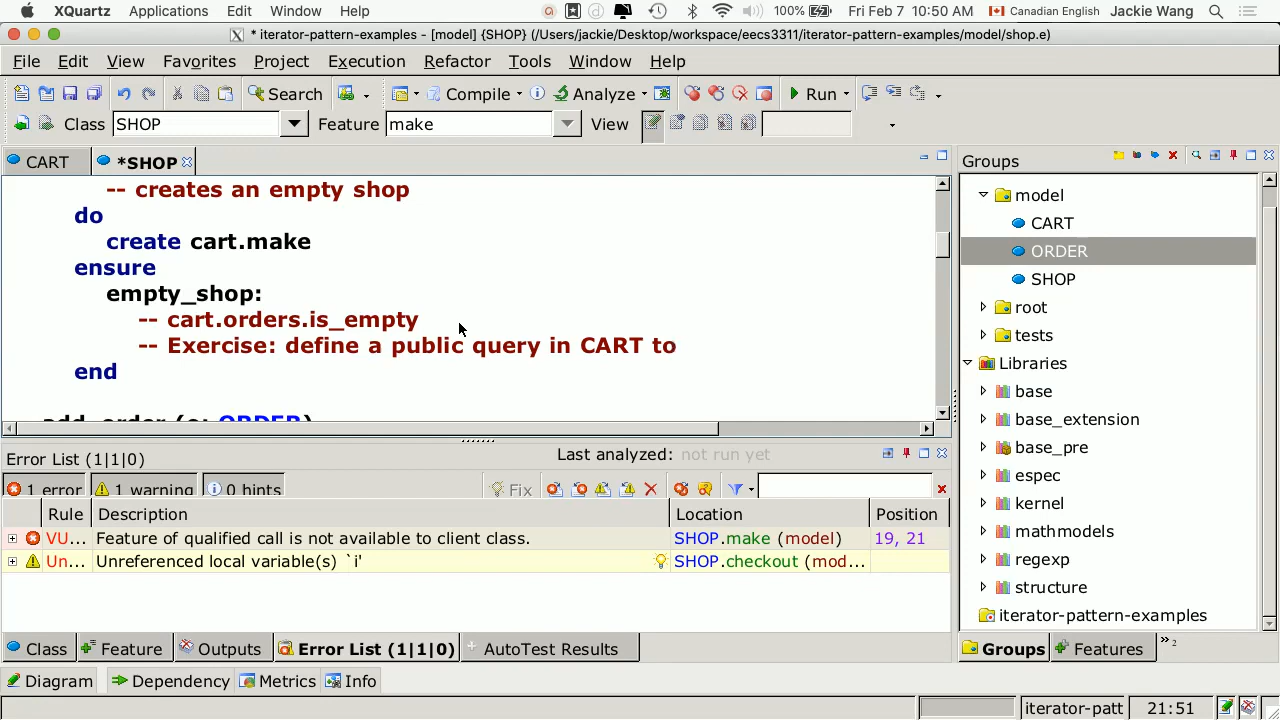 XQuartz Applications Edit Window Help 100% Fri Feb 7 10:50 AM Canadian English Jackie Wang
* iterator-pattern-examples - [model] {SHOP} (/Users/jackie/Desktop/workspace/eecs3311/iterator-pattern-examples/model/shop.e)
File Edit View Favorites Project Execution Refactor Tools Window Help
Search Compile Analyze Run
Class SHOP Feature make View
CART *SHOP
Groups
-- creates an empty shop
do
create cart.make
ensure
empty_shop:
-- cart.orders.is_empty
-- Exercise: define a public query in CART to
end
add_order (o: ORDER)
model
CART
ORDER
SHOP
root
tests
Libraries
base
base_extension
base_pre
espec
kernel
mathmodels
regexp
structure
iterator-pattern-examples
Error List (1|1|0) Last analyzed: not run yet
1 error 1 warning 0 hints Fix
Rule Description Location Position
VU... Feature of qualified call is not available to client class. SHOP.make (model) 19, 21
Un... Unreferenced local variable(s) `i' SHOP.checkout (mod...
Class Feature Outputs Error List (1|1|0) AutoTest Results
Groups Features »2
Diagram Dependency Metrics Info
iterator-patt 21:51